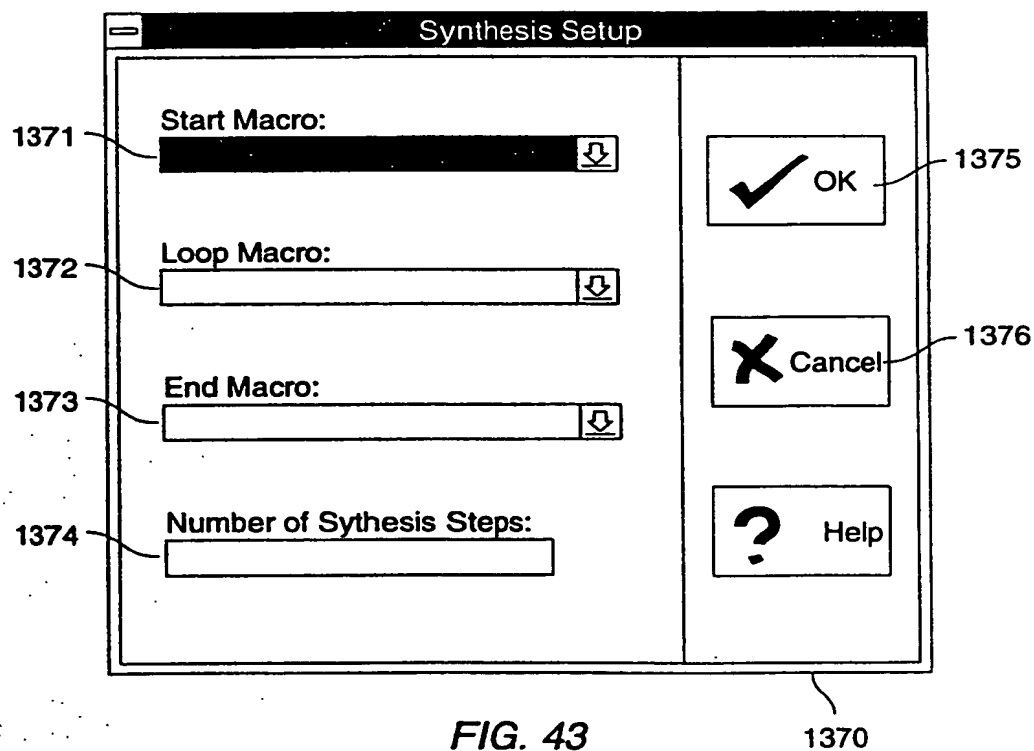 Synthesis Setup
Start Macro:
1371
OK
1375
Loop Macro:
1372
Cancel
1376
End Macro:
1373
Number of Sythesis Steps:
1374
Help
FIG. 43
1370